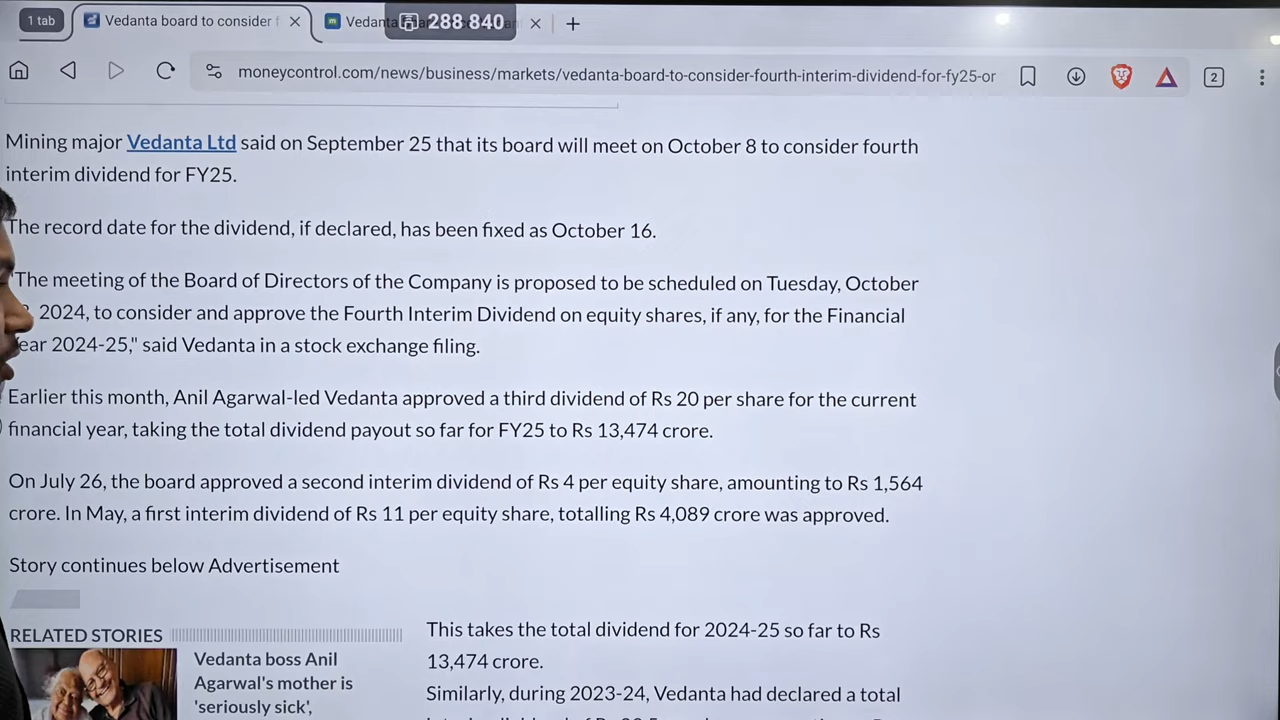 1 tab
Vedanta board to consider f
Vedanta
288 840
moneycontrol.com/news/business/markets/vedanta-board-to-consider-fourth-interim-dividend-for-fy25-or
2
Mining major Vedanta Ltd said on September 25 that its board will meet on October 8 to consider fourth
interim dividend for FY25.
The record date for the dividend, if declared, has been fixed as October 16.
"The meeting of the Board of Directors of the Company is proposed to be scheduled on Tuesday, October
2024, to consider and approve the Fourth Interim Dividend on equity shares, if any, for the Financial
ear 2024-25," said Vedanta in a stock exchange filing.
Earlier this month, Anil Agarwal-led Vedanta approved a third dividend of Rs 20 per share for the current
financial year, taking the total dividend payout so far for FY25 to Rs 13,474 crore.
On July 26, the board approved a second interim dividend of Rs 4 per equity share, amounting to Rs 1,564
crore. In May, a first interim dividend of Rs 11 per equity share, totalling Rs 4,089 crore was approved.
Story continues below Advertisement
RELATED STORIES
Vedanta boss Anil
Agarwal's mother is
'seriously sick',
This takes the total dividend for 2024-25 so far to Rs
13,474 crore.
Similarly, during 2023-24, Vedanta had declared a total